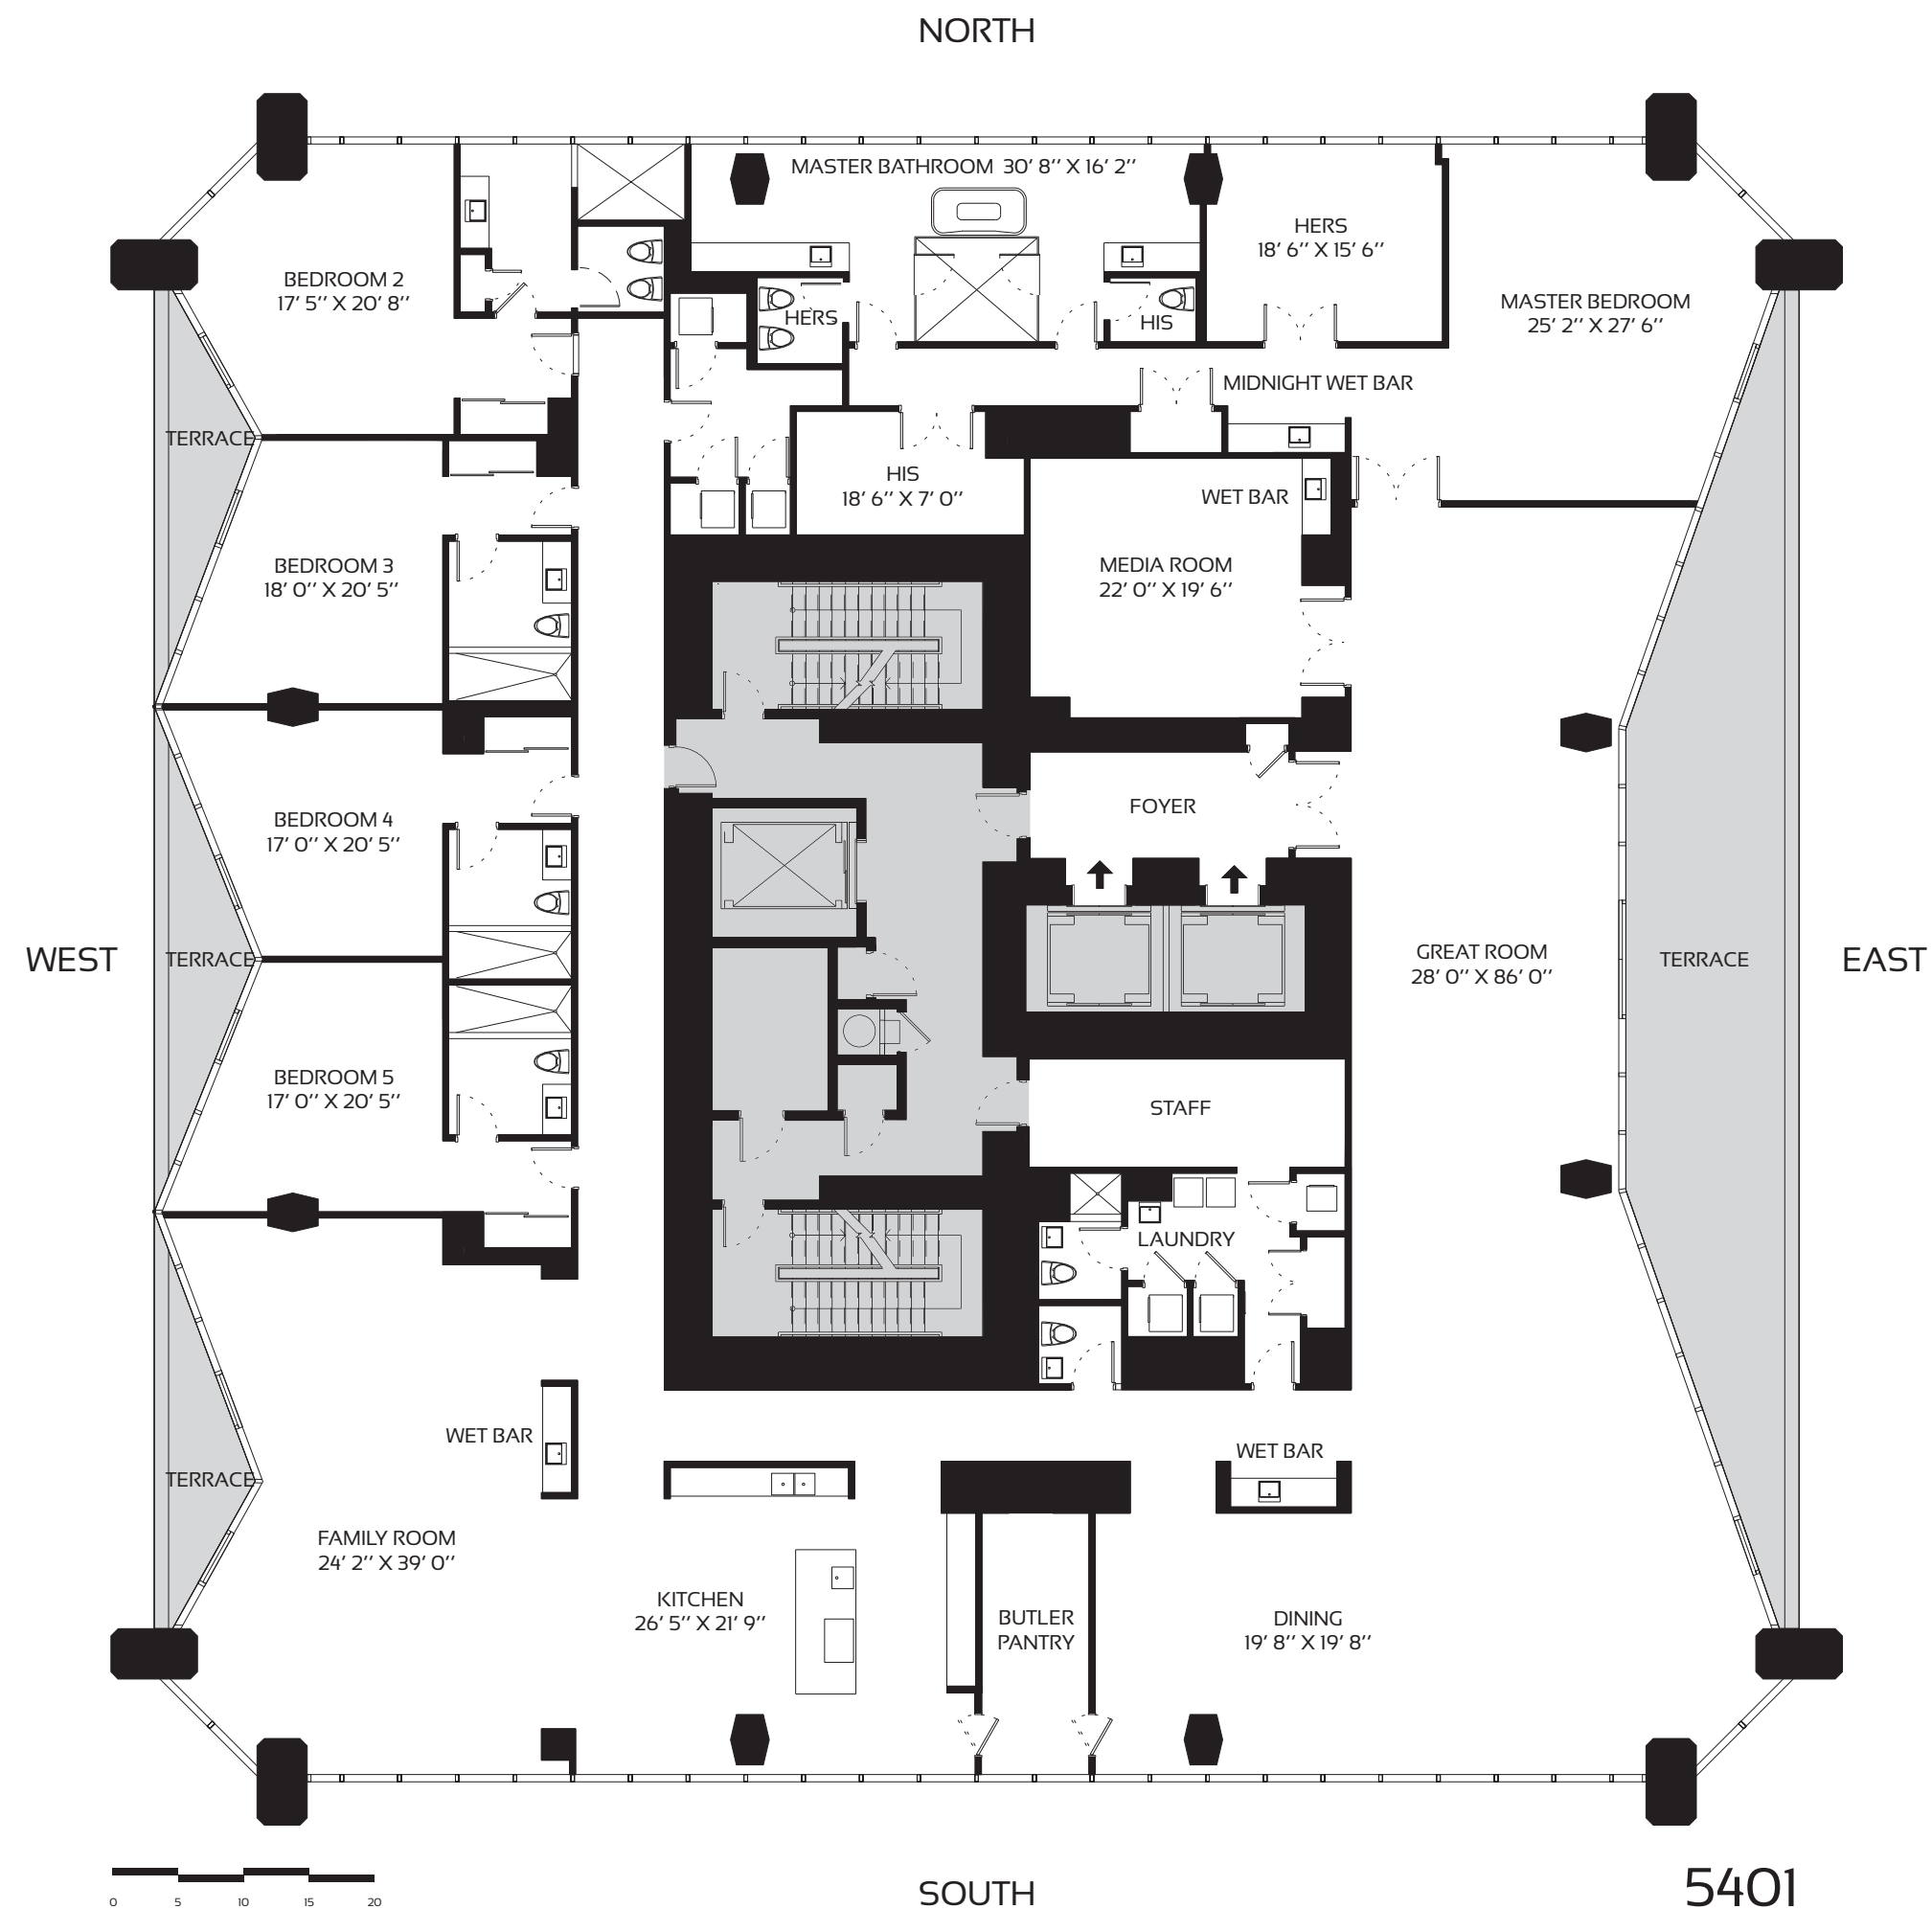 NORTH
MASTER BATHROOM 30' 8'' X 16' 2''
HERS
18' 6'' X 15' 6''
BEDROOM 2
17' 5'' X 20' 8''
MASTER BEDROOM
25' 2'' X 27' 6''
HERS
HIS
MIDNIGHT WET BAR
TERRACE
HIS
18' 6'' X 7' 0''
WET BAR
BEDROOM 3
18' 0'' X 20' 5''
MEDIA ROOM
22' 0'' X 19' 6''
FOYER
BEDROOM 4
17' 0'' X 20' 5''
WEST
TERRACE
GREAT ROOM
28' 0'' X 86' 0''
TERRACE
EAST
BEDROOM 5
17' 0'' X 20' 5''
STAFF
LAUNDRY
WET BAR
WET BAR
TERRACE
FAMILY ROOM
24' 2'' X 39' 0''
KITCHEN
26' 5'' X 21' 9''
BUTLER
PANTRY
DINING
19' 8'' X 19' 8''
0 5 10 15 20
SOUTH
5401